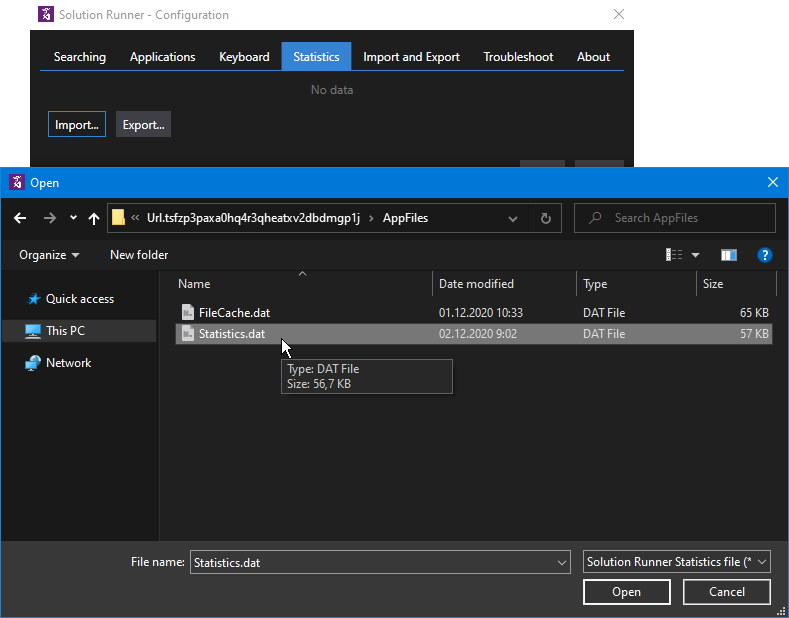 Solution Runner - Configuration
Searching Applications Keyboard Statistics Import and Export Troubleshoot About
No data
Import... Export...
Open
« Url.tsfzp3paxa0hq4r3qheatxv2dbdmgp1j › AppFiles Search AppFiles
Organize New folder ?
Name Date modified Type Size
Quick access
FileCache.dat 01.12.2020 10:33 DAT File 65 KB
This PC
Statistics.dat 02.12.2020 9:02 DAT File 57 KB
Network
Type: DAT File
Size: 56,7 KB
File name: Statistics.dat Solution Runner Statistics file (*
Open Cancel